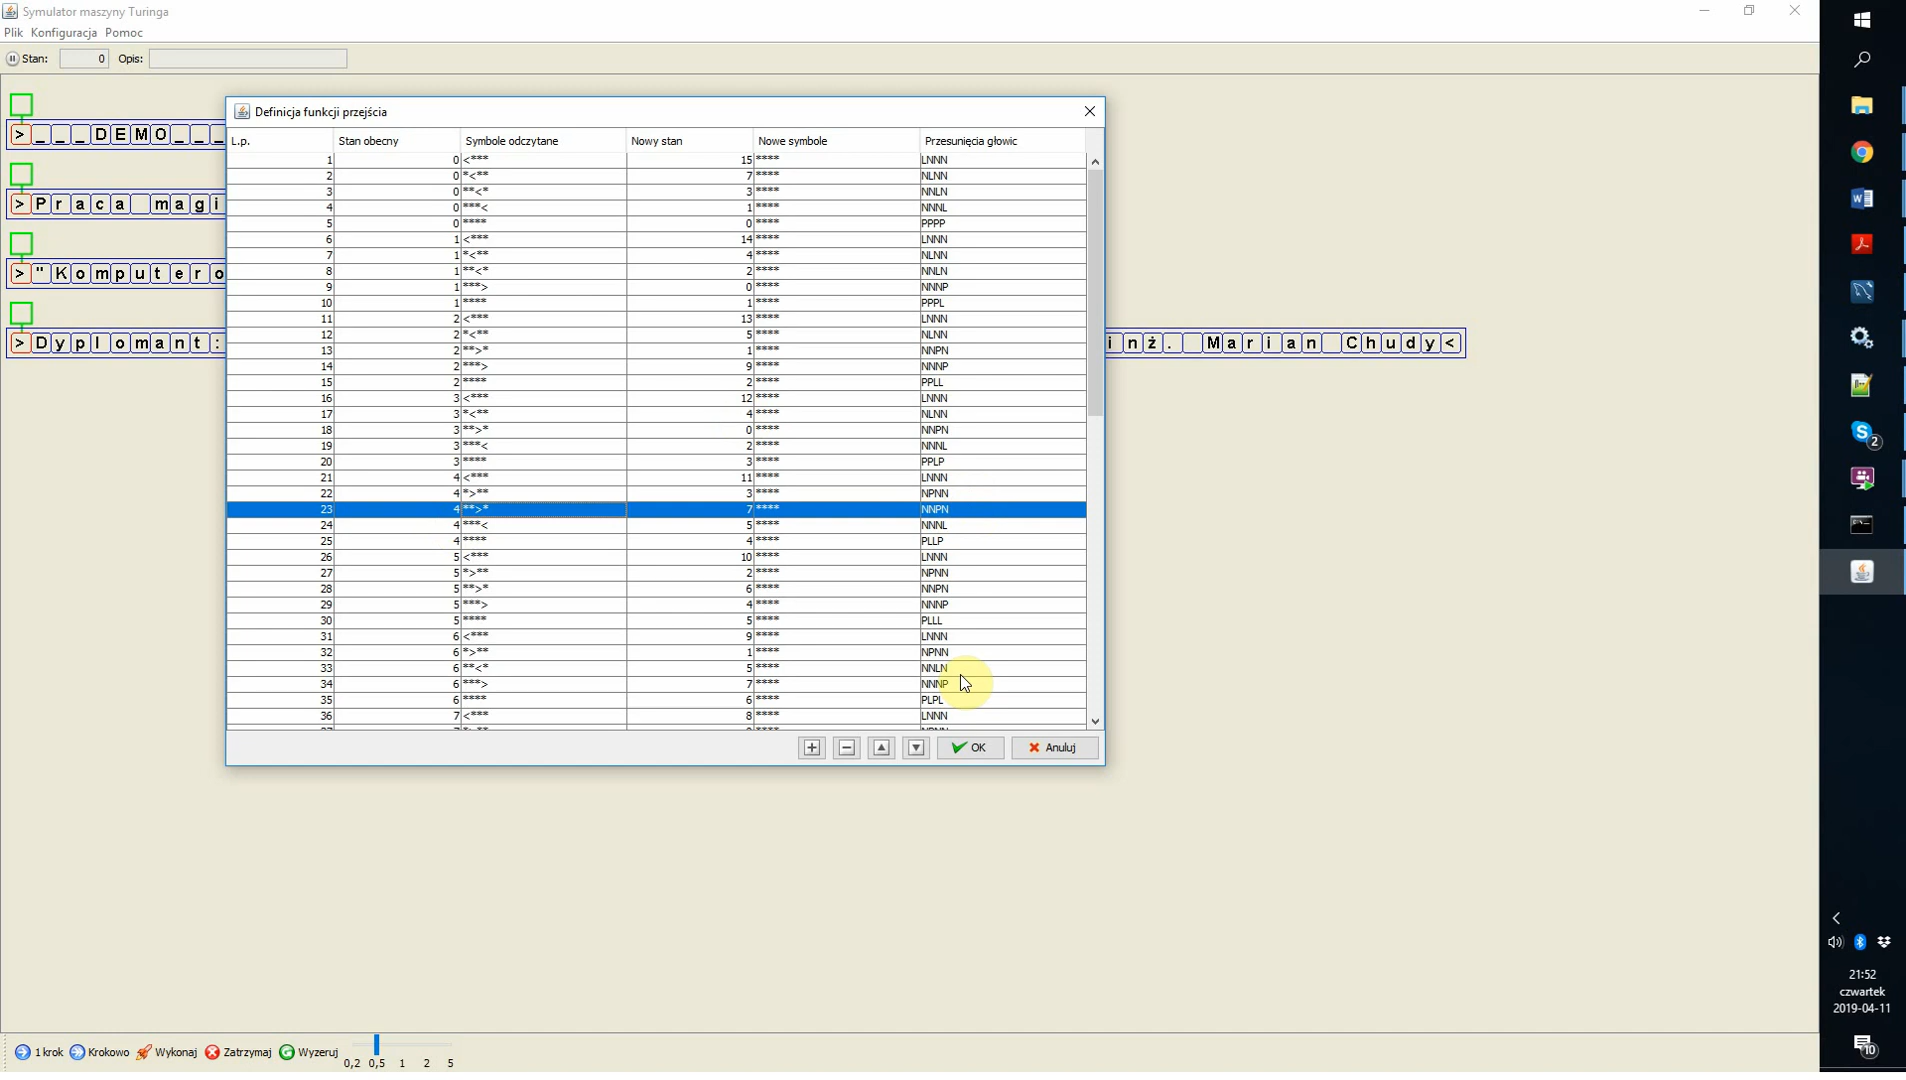 Symulator maszyny Turinga
Plik Konfiguracja Pomoc
Stan: 0 Opis:
Definicja funkcji przejścia
L.p. Stan obecny Symbole odczytane Nowy stan Nowe symbole Przesunięcia głowic
1 0 <*** 15 **** LNNN
2 0 *<** 7 **** NLNN
3 0 **<* 3 **** NNLN
4 0 ***< 1 **** NNNL
5 0 **** 0 **** PPPP
6 1 <*** 14 **** LNNN
7 1 *<** 4 **** NLNN
8 1 **<* 2 **** NNLN
9 1 ***> 0 **** NNNP
10 1 **** 1 **** PPPL
11 2 <*** 13 **** LNNN
12 2 *<** 5 **** NLNN
13 2 **>* 1 **** NNPN
14 2 ***> 9 **** NNNP
15 2 **** 2 **** PPLL
16 3 <*** 12 **** LNNN
17 3 *<** 4 **** NLNN
18 3 **>* 0 **** NNPN
19 3 ***< 2 **** NNNL
20 3 **** 3 **** PPLP
21 4 <*** 11 **** LNNN
22 4 *>** 3 **** NPNN
23 4 **>* 7 **** NNPN
24 4 ***< 5 **** NNNL
25 4 **** 4 **** PLLP
26 5 <*** 10 **** LNNN
27 5 *>** 2 **** NPNN
28 5 **>* 6 **** NNPN
29 5 ***> 4 **** NNNP
30 5 **** 5 **** PLLL
31 6 <*** 9 **** LNNN
32 6 *>** 1 **** NPNN
33 6 **<* 5 **** NNLN
34 6 ***> 7 **** NNNP
35 6 **** 6 **** PLPL
36 7 <*** 8 **** LNNN
OK Anuluj
>___DEMO___
>Praca_magi
>"Komputero
>Dyplomant:
inż._Marian_Chudy<
1 krok Krokowo Wykonaj Zatrzymaj Wyzeruj
0,2 0,5 1 2 5
2
21:52
czwartek
2019-04-11
10